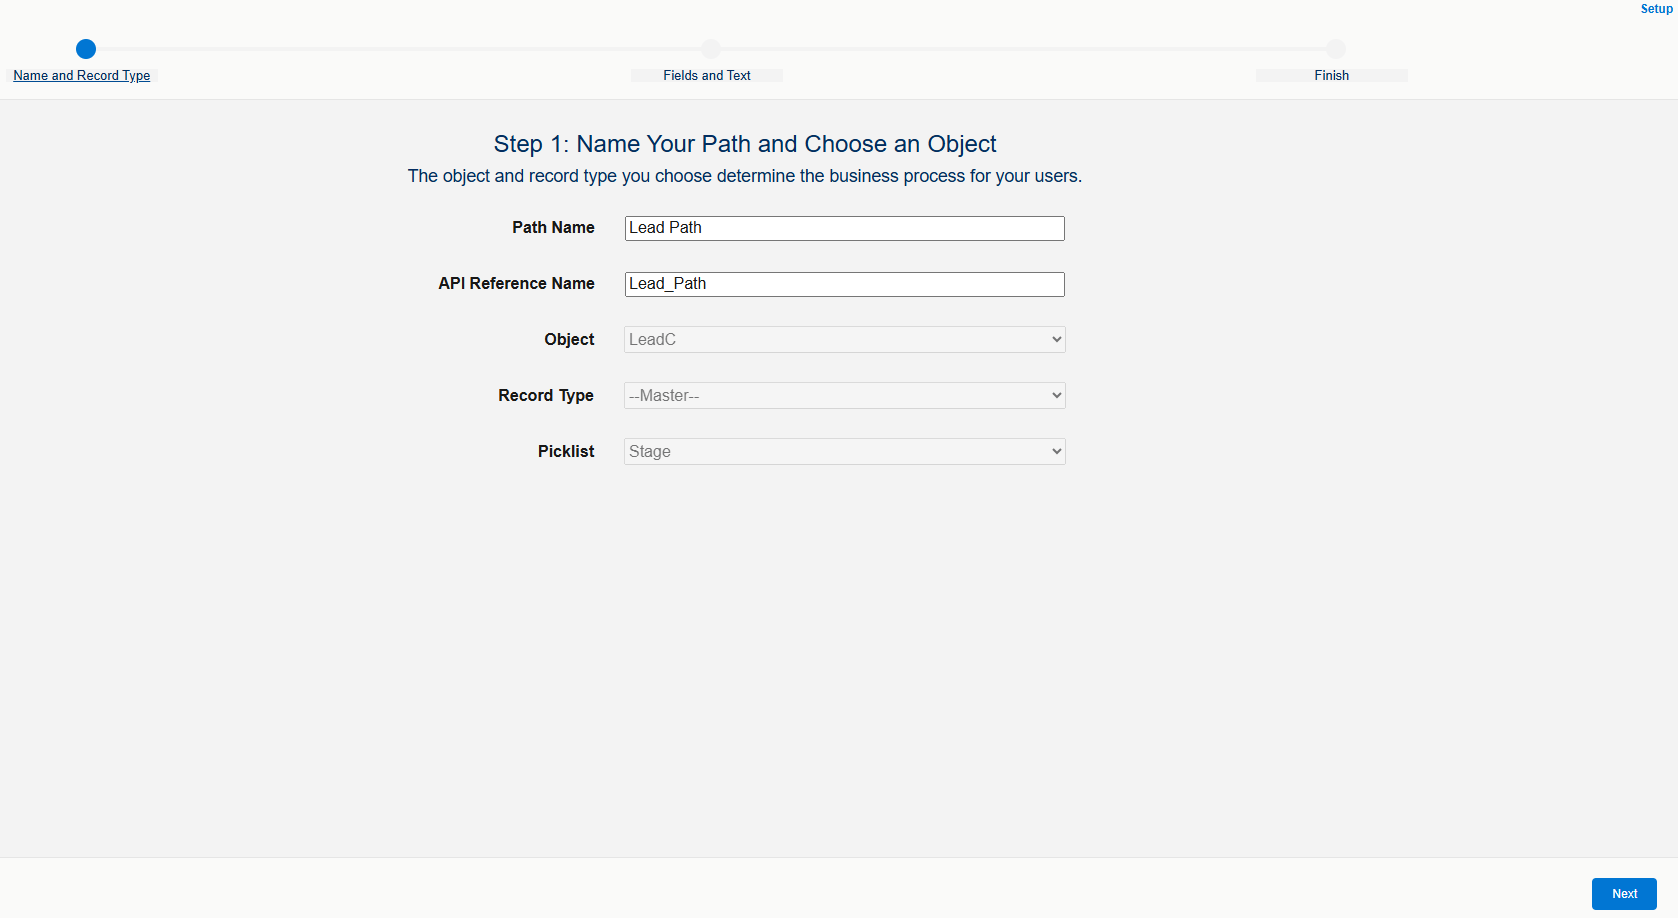 Setup
Name and Record Type
Fields and Text
Finish
Step 1: Name Your Path and Choose an Object
The object and record type you choose determine the business process for your users.
Path Name
Lead Path
API Reference Name
Lead_Path
Object
LeadC
Record Type
--Master--
Picklist
Stage
Next